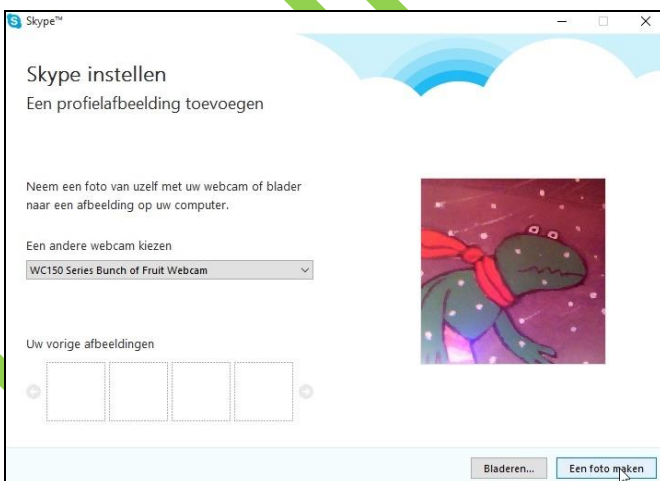 Skype™
Skype instellen
Een profielafbeelding toevoegen
Neem een foto van uzelf met uw webcam of blader
naar een afbeelding op uw computer.
Een andere webcam kiezen
WC150 Series Bunch of Fruit Webcam
Uw vorige afbeeldingen
Bladeren...
Een foto maken